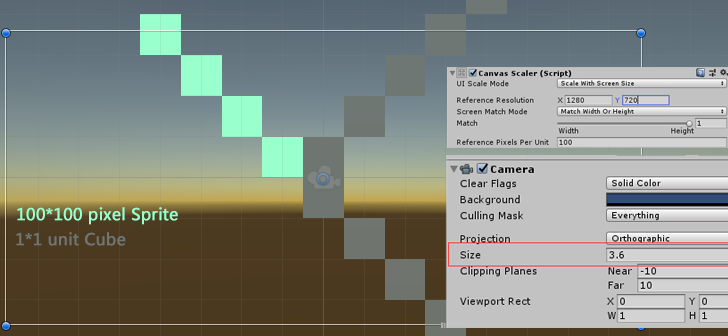 Canvas Scaler (Script)
UI Scale Mode Scale With Screen Size
Reference Resolution X 1280 Y 720
Screen Match Mode Match Width Or Height
Match 1
Width Height
Reference Pixels Per Unit 100
Camera
Clear Flags Solid Color
Background
Culling Mask Everything
Projection Orthographic
Size 3.6
Clipping Planes Near -10
Far 10
Viewport Rect X 0 Y 0
W 1 H 1
100*100 pixel Sprite
1*1 unit Cube